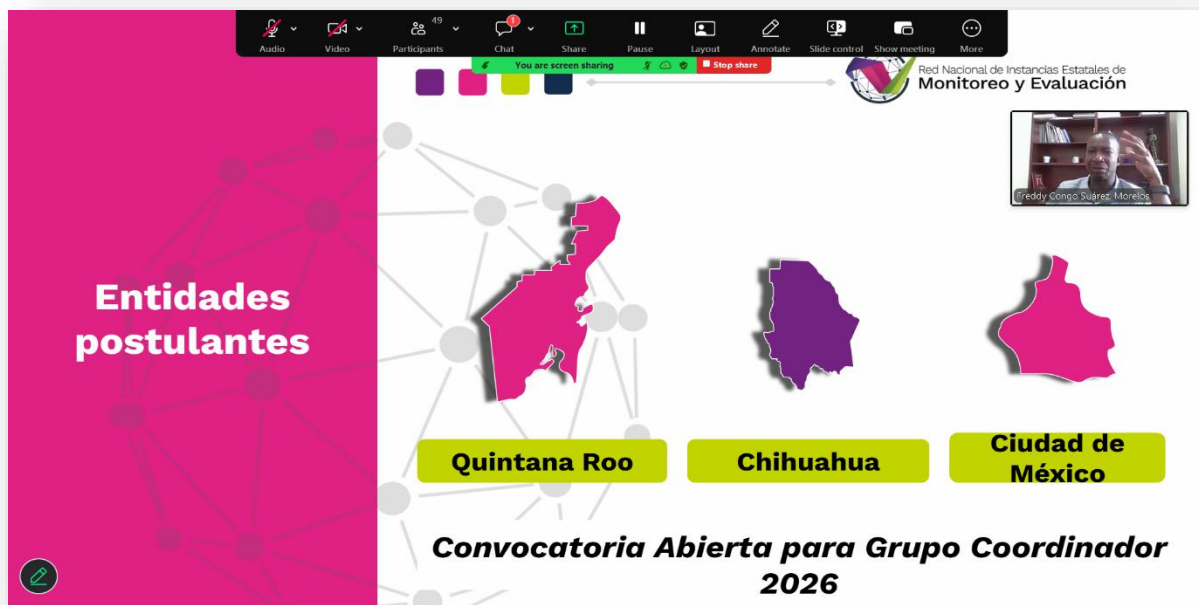 49
1
Audio
Video
Participants
Chat
Share
Pause
Layout
Annotate
Slide control
Show meeting
More
You are screen sharing
Stop share
Red Nacional de Instancias Estatales de
Monitoreo y Evaluación
Freddy Congo Suárez, Morelos
Entidades
postulantes
Quintana Roo
Chihuahua
Ciudad de
México
Convocatoria Abierta para Grupo Coordinador
2026